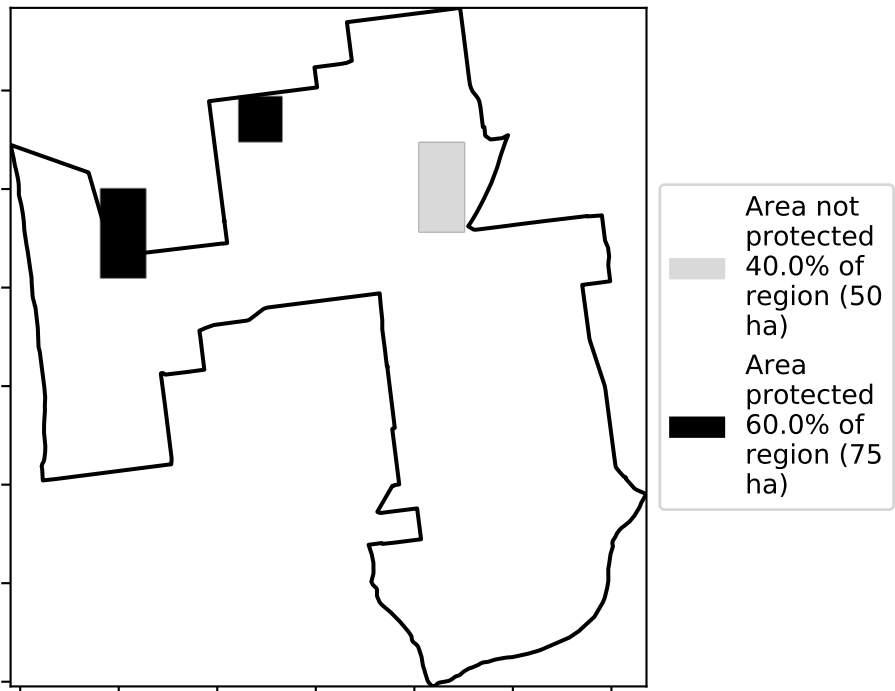 Area not
protected
40.0% of
region (50
ha)
Area
protected
60.0% of
region (75
ha)